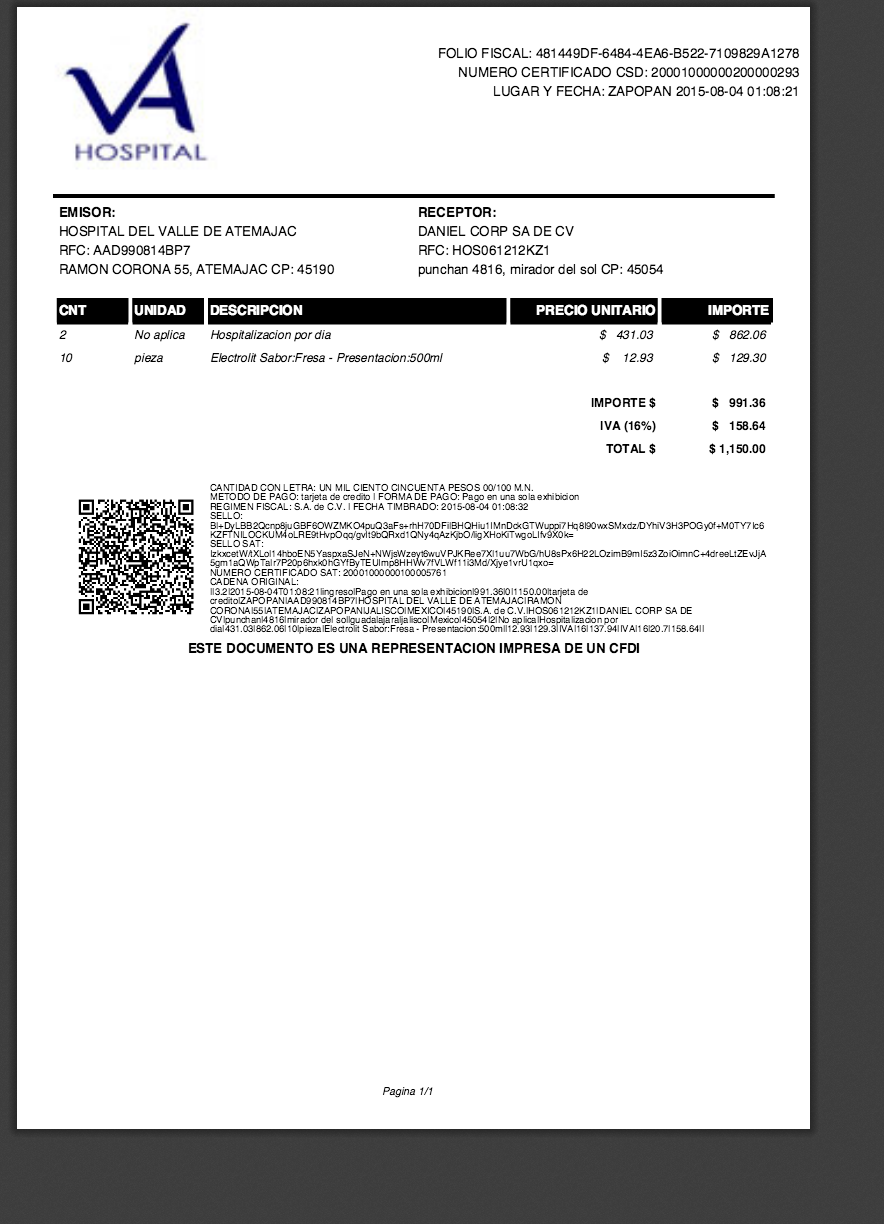 VA
HOSPITAL
FOLIO FISCAL: 481449DF-6484-4EA6-B522-7109829A1278
NUMERO CERTIFICADO CSD: 20001000000200000293
LUGAR Y FECHA: ZAPOPAN 2015-08-04 01:08:21
EMISOR:
HOSPITAL DEL VALLE DE ATEMAJAC
RFC: AAD990814BP7
RAMON CORONA 55, ATEMAJAC CP: 45190
RECEPTOR:
DANIEL CORP SA DE CV
RFC: HOS061212KZ1
punchan 4816, mirador del sol CP: 45054
CNT UNIDAD DESCRIPCION PRECIO UNITARIO IMPORTE
2 No aplica Hospitalizacion por dia $ 431.03 $ 862.06
10 pieza Electrolit Sabor:Fresa - Presentacion:500ml $ 12.93 $ 129.30
IMPORTE $ $ 991.36
IVA (16%) $ 158.64
TOTAL $ $ 1,150.00
CANTIDAD CON LETRA: UN MIL CIENTO CINCUENTA PESOS 00/100 M.N.
METODO DE PAGO: tarjeta de credito | FORMA DE PAGO: Pago en una sola exhibicion
REGIMEN FISCAL: S.A. de C.V. | FECHA TIMBRADO: 2015-08-04 01:08:32
SELLO:
SELLO SAT:
NUMERO CERTIFICADO SAT: 20001000000100005761
CADENA ORIGINAL:
||3.2|2015-08-04T01:08:21|ingreso|Pago en una sola exhibicion|991.36|0|1150.00|tarjeta de
credito|ZAPOPAN|AAD990814BP7|HOSPITAL DEL VALLE DE ATEMAJAC|RAMON
CORONA|55|ATEMAJAC|ZAPOPAN|JALISCO|MEXICO|45190|S.A. de C.V.|HOS061212KZ1|DANIEL CORP SA DE
CV|punchan|4816|mirador del sol|guadalajara|jalisco|Mexico|45054|2|No aplica|Hospitalizacion por
dia|431.03|862.06|10|pieza|Electrolit Sabor:Fresa - Presentacion:500ml|12.93|129.3|IVA|16|137.94|IVA|16|20.7|158.64||
ESTE DOCUMENTO ES UNA REPRESENTACION IMPRESA DE UN CFDI
Pagina 1/1